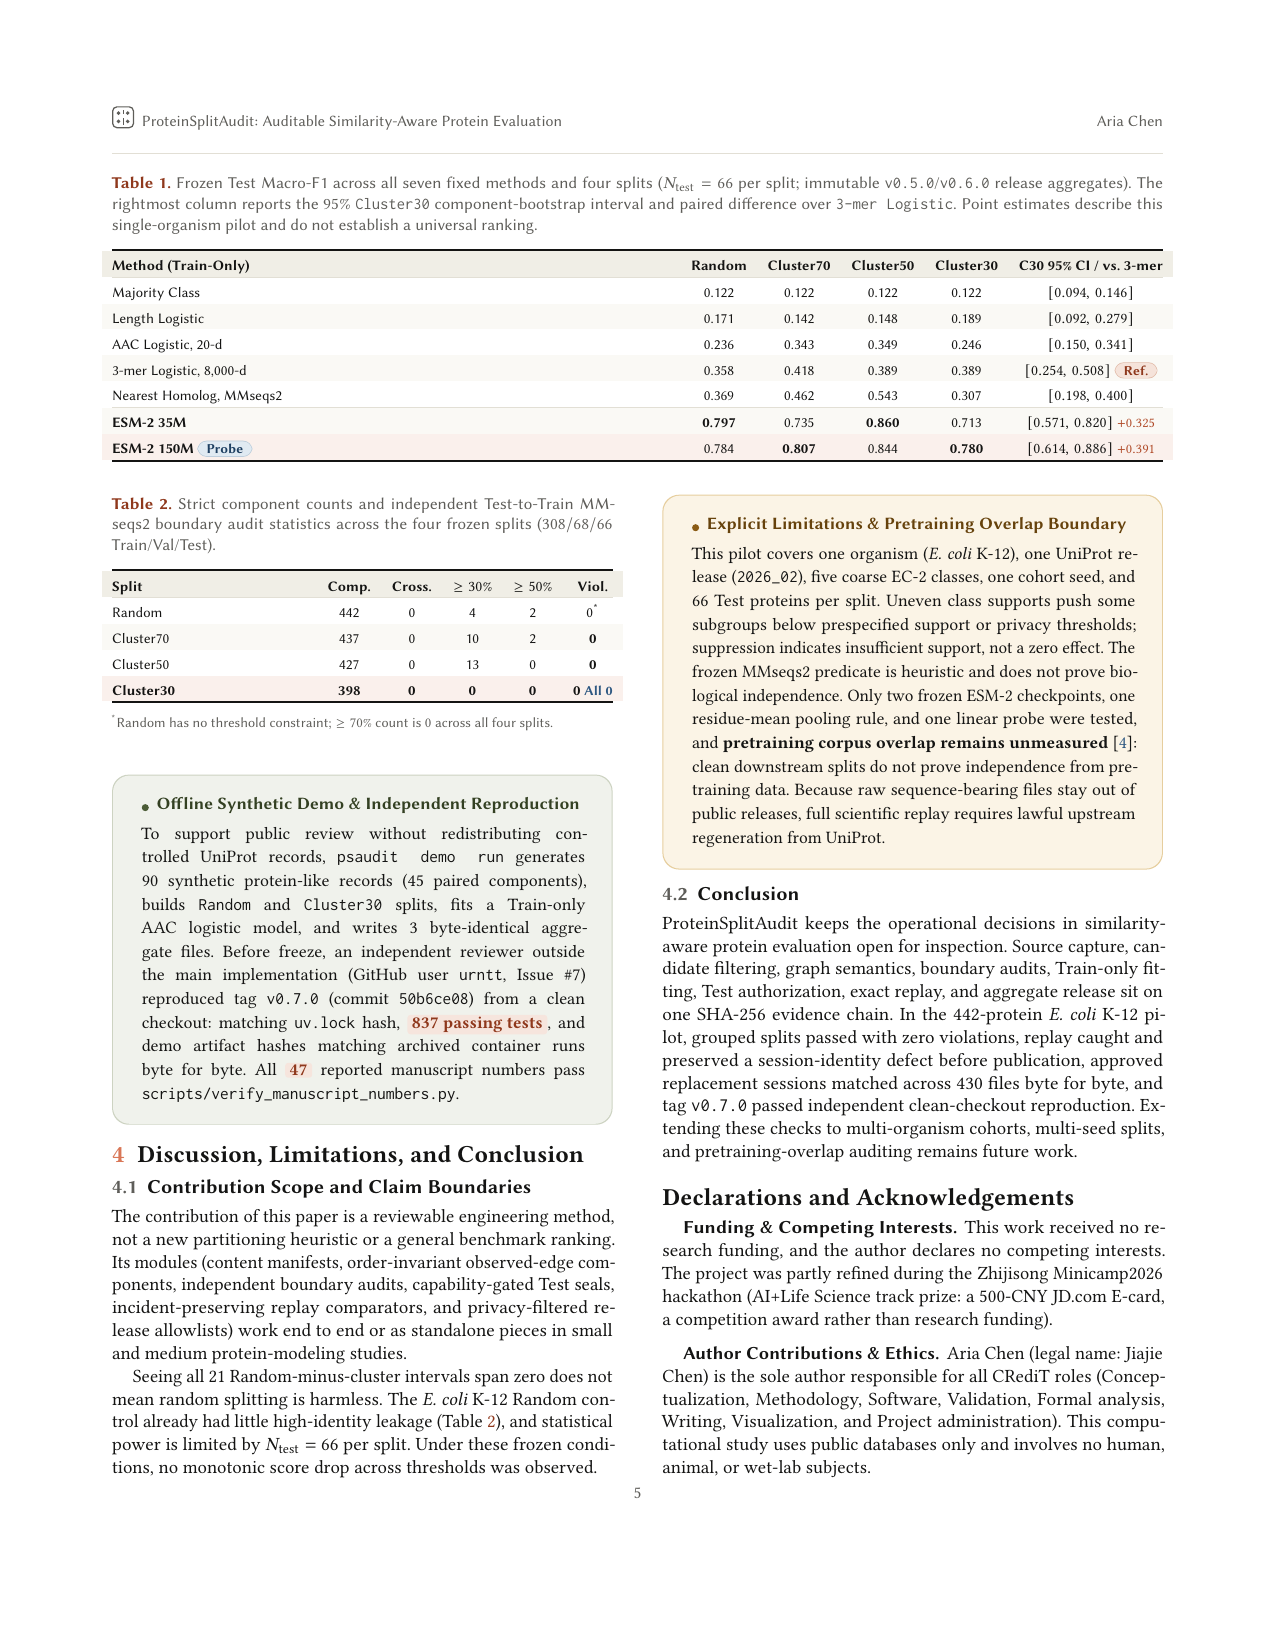 ProteinSplitAudit: Auditable Similarity-Aware Protein Evaluation
Aria Chen
Table 1. Frozen Test Macro-F1 across all seven fixed methods and four splits (Ntest = 66 per split; immutable v0.5.0/v0.6.0 release aggregates). The
rightmost column reports the 95% Cluster30 component-bootstrap interval and paired difference over 3-mer Logistic. Point estimates describe this
single-organism pilot and do not establish a universal ranking.
Method (Train-Only) Random Cluster70 Cluster50 Cluster30 C30 95% CI / vs. 3-mer
Majority Class 0.122 0.122 0.122 0.122 [0.094, 0.146]
Length Logistic 0.171 0.142 0.148 0.189 [0.092, 0.279]
AAC Logistic, 20-d 0.236 0.343 0.349 0.246 [0.150, 0.341]
3-mer Logistic, 8,000-d 0.358 0.418 0.389 0.389 [0.254, 0.508] Ref.
Nearest Homolog, MMseqs2 0.369 0.462 0.543 0.307 [0.198, 0.400]
ESM-2 35M 0.797 0.735 0.860 0.713 [0.571, 0.820] +0.325
ESM-2 150M Probe 0.784 0.807 0.844 0.780 [0.614, 0.886] +0.391
Table 2. Strict component counts and independent Test-to-Train MM-
seqs2 boundary audit statistics across the four frozen splits (308/68/66
Train/Val/Test).
Split Comp. Cross. ≥ 30% ≥ 50% Viol.
Random 442 0 4 2 0*
Cluster70 437 0 10 2 0
Cluster50 427 0 13 0 0
Cluster30 398 0 0 0 0 All 0
*Random has no threshold constraint; ≥ 70% count is 0 across all four splits.
• Offline Synthetic Demo & Independent Reproduction
To support public review without redistributing con-
trolled UniProt records, psaudit demo run generates
90 synthetic protein-like records (45 paired components),
builds Random and Cluster30 splits, fits a Train-only
AAC logistic model, and writes 3 byte-identical aggre-
gate files. Before freeze, an independent reviewer outside
the main implementation (GitHub user urntt, Issue #7)
reproduced tag v0.7.0 (commit 50b6ce08) from a clean
checkout: matching uv.lock hash, 837 passing tests, and
demo artifact hashes matching archived container runs
byte for byte. All 47 reported manuscript numbers pass
scripts/verify_manuscript_numbers.py.
4 Discussion, Limitations, and Conclusion
4.1 Contribution Scope and Claim Boundaries
The contribution of this paper is a reviewable engineering method,
not a new partitioning heuristic or a general benchmark ranking.
Its modules (content manifests, order-invariant observed-edge com-
ponents, independent boundary audits, capability-gated Test seals,
incident-preserving replay comparators, and privacy-filtered re-
lease allowlists) work end to end or as standalone pieces in small
and medium protein-modeling studies.
Seeing all 21 Random-minus-cluster intervals span zero does not
mean random splitting is harmless. The E. coli K-12 Random con-
trol already had little high-identity leakage (Table 2), and statistical
power is limited by Ntest = 66 per split. Under these frozen condi-
tions, no monotonic score drop across thresholds was observed.
• Explicit Limitations & Pretraining Overlap Boundary
This pilot covers one organism (E. coli K-12), one UniProt re-
lease (2026_02), five coarse EC-2 classes, one cohort seed, and
66 Test proteins per split. Uneven class supports push some
subgroups below prespecified support or privacy thresholds;
suppression indicates insufficient support, not a zero effect. The
frozen MMseqs2 predicate is heuristic and does not prove bio-
logical independence. Only two frozen ESM-2 checkpoints, one
residue-mean pooling rule, and one linear probe were tested,
and pretraining corpus overlap remains unmeasured [4]:
clean downstream splits do not prove independence from pre-
training data. Because raw sequence-bearing files stay out of
public releases, full scientific replay requires lawful upstream
regeneration from UniProt.
4.2 Conclusion
ProteinSplitAudit keeps the operational decisions in similarity-
aware protein evaluation open for inspection. Source capture, can-
didate filtering, graph semantics, boundary audits, Train-only fit-
ting, Test authorization, exact replay, and aggregate release sit on
one SHA-256 evidence chain. In the 442-protein E. coli K-12 pi-
lot, grouped splits passed with zero violations, replay caught and
preserved a session-identity defect before publication, approved
replacement sessions matched across 430 files byte for byte, and
tag v0.7.0 passed independent clean-checkout reproduction. Ex-
tending these checks to multi-organism cohorts, multi-seed splits,
and pretraining-overlap auditing remains future work.
Declarations and Acknowledgements
Funding & Competing Interests. This work received no re-
search funding, and the author declares no competing interests.
The project was partly refined during the Zhijisong Minicamp2026
hackathon (AI+Life Science track prize: a 500-CNY JD.com E-card,
a competition award rather than research funding).
Author Contributions & Ethics. Aria Chen (legal name: Jiajie
Chen) is the sole author responsible for all CRediT roles (Concep-
tualization, Methodology, Software, Validation, Formal analysis,
Writing, Visualization, and Project administration). This compu-
tational study uses public databases only and involves no human,
animal, or wet-lab subjects.
5